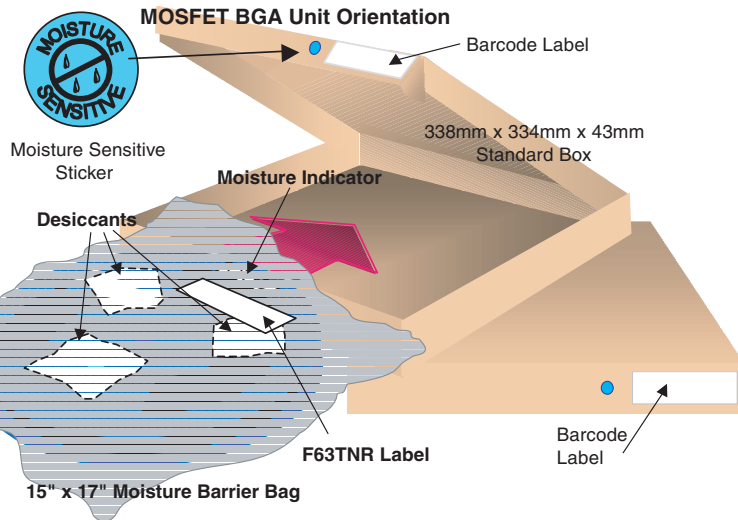 MOSFET BGA Unit Orientation
MOISTURE
SENSITIVE
Barcode Label
338mm x 334mm x 43mm
Standard Box
Moisture Sensitive
Sticker
Moisture Indicator
Desiccants
F63TNR Label
Barcode
Label
15" x 17" Moisture Barrier Bag